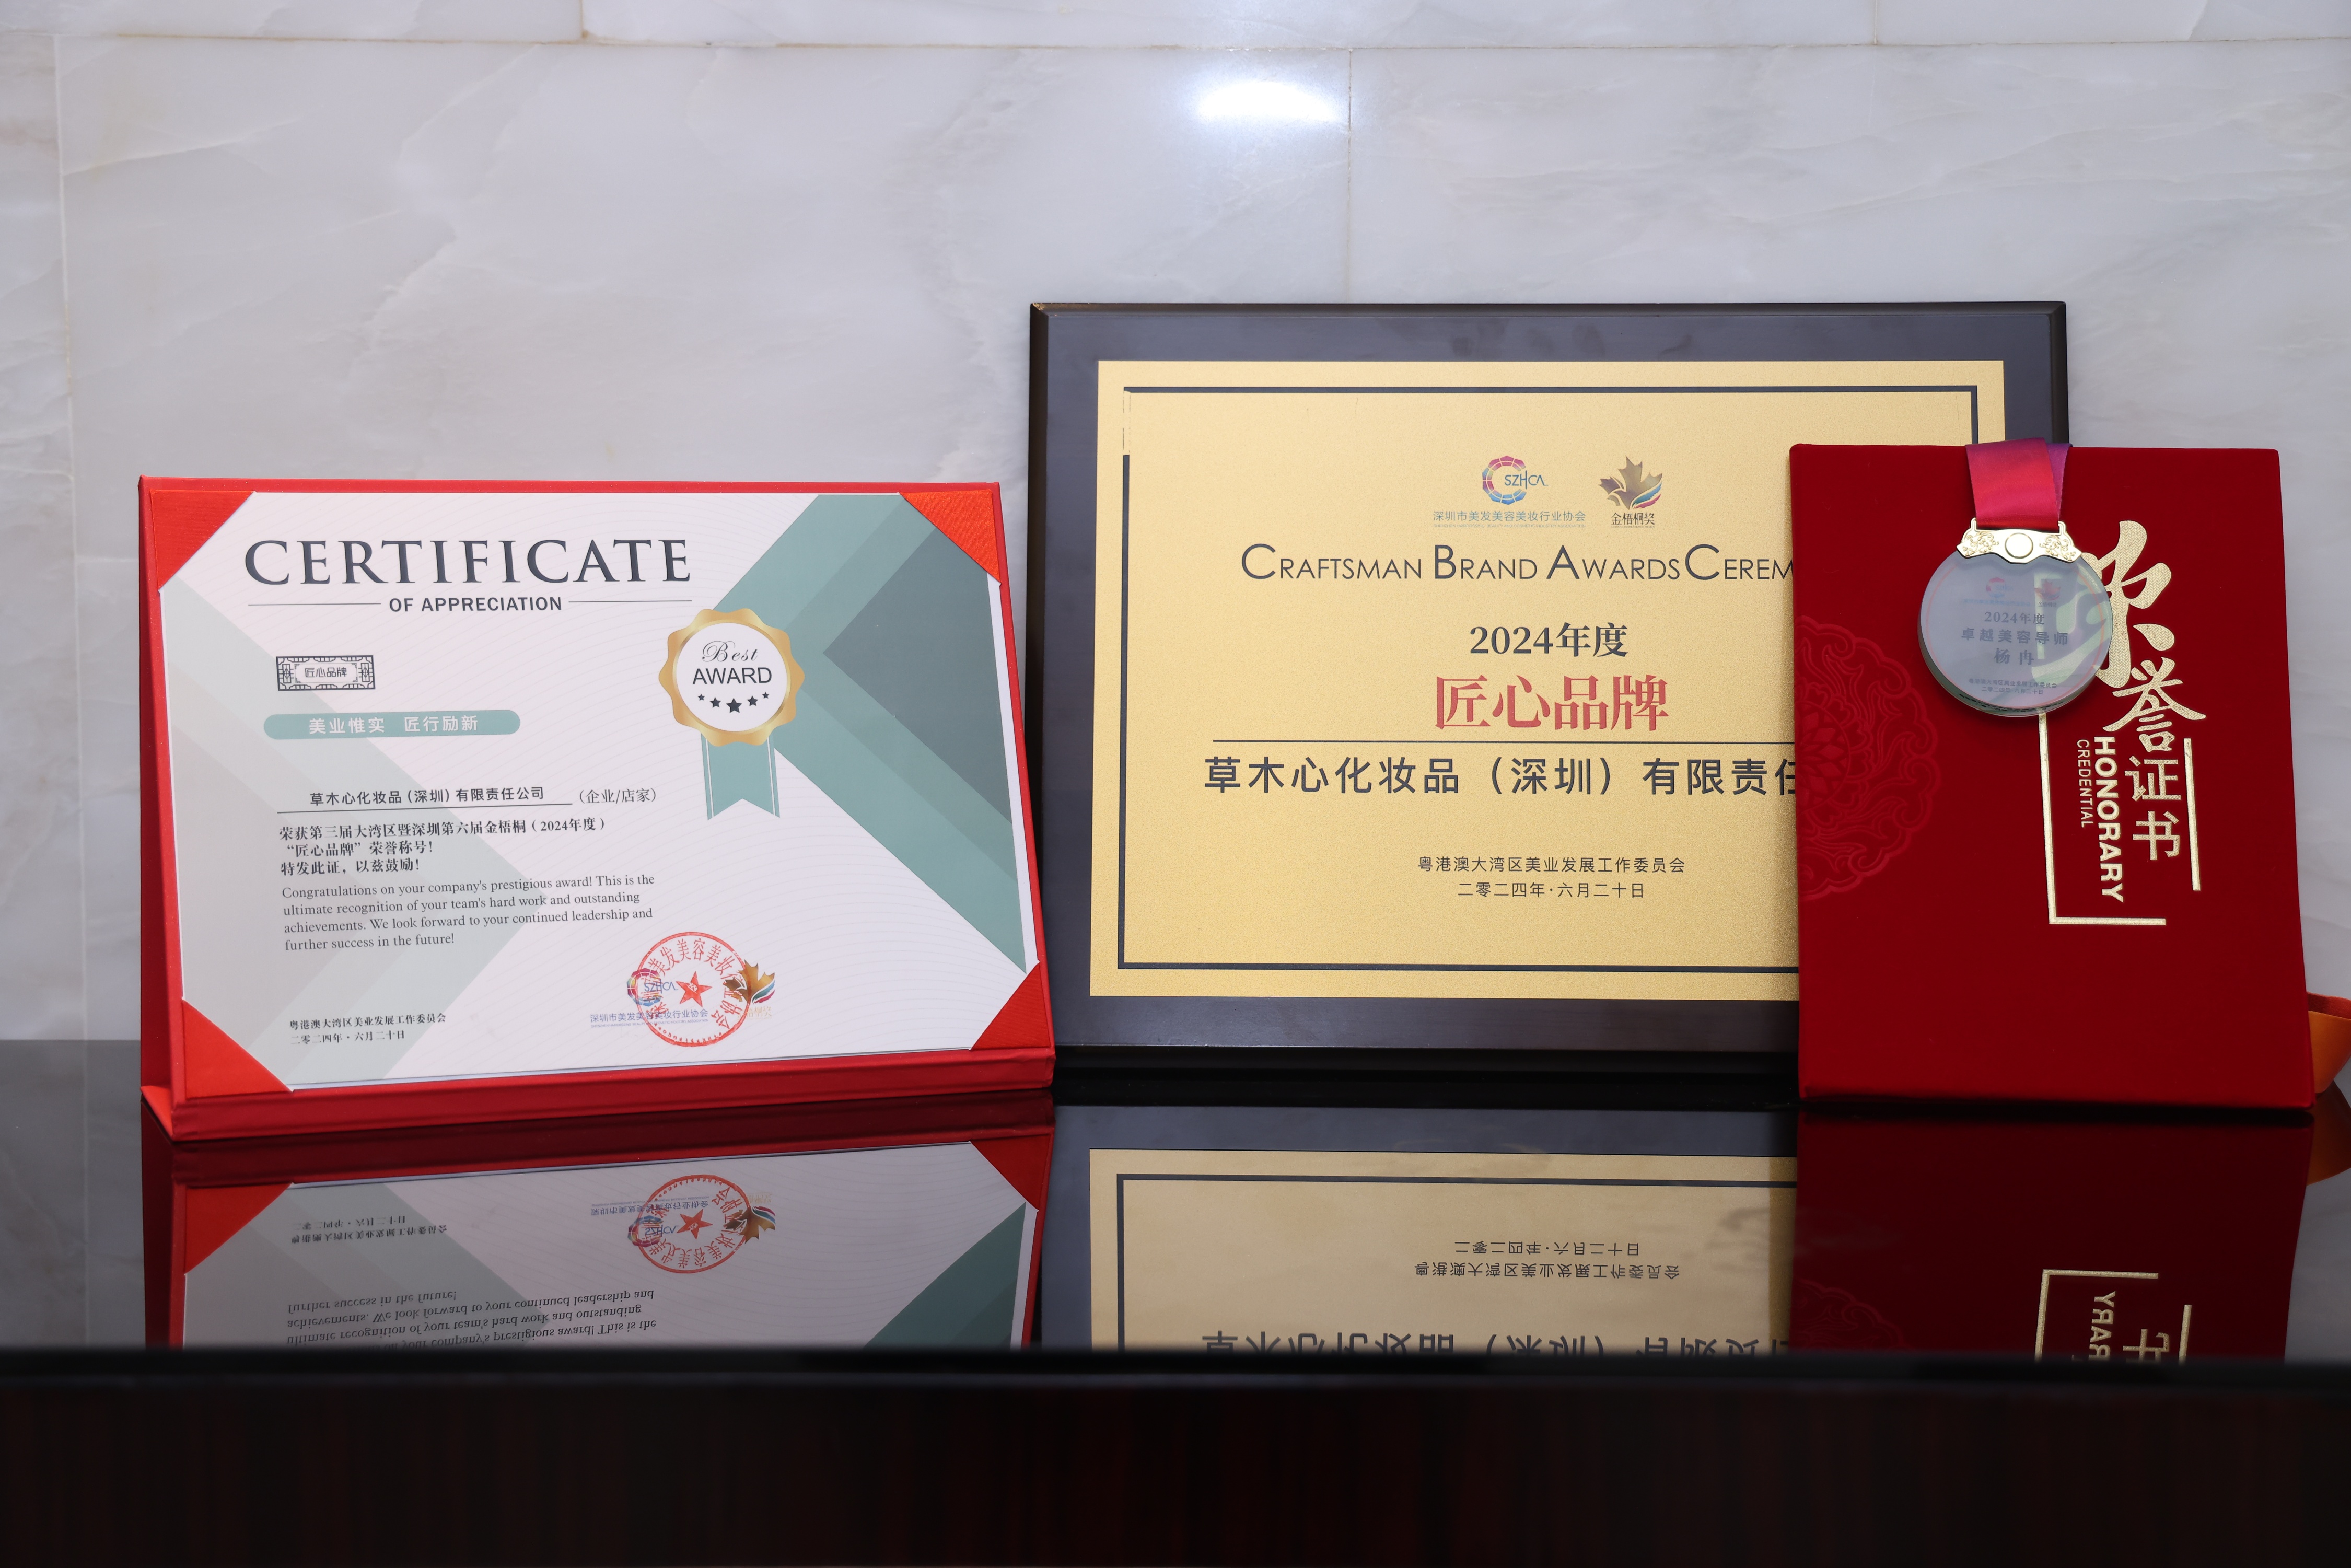 CERTIFICATE
OF APPRECIATION
匠心品牌
美业惟实 匠行励新
Best
AWARD
草木心化妆品（深圳）有限责任公司 （企业/店家）
荣获第三届大湾区暨深圳第六届金梧桐（2024年度）
“匠心品牌”荣誉称号！
特发此证，以兹鼓励！
Congratulations on your company's prestigious award! This is the
ultimate recognition of your team's hard work and outstanding
achievements. We look forward to your continued leadership and
further success in the future!
粤港澳大湾区美业发展工作委员会
二零二四年·六月二十日
SZHCA
SZHCA
深圳市美发美容美妆行业协会
金梧桐奖
CRAFTSMAN BRAND AWARDS CEREM
2024年度
匠心品牌
草木心化妆品（深圳）有限责任
粤港澳大湾区美业发展工作委员会
二零二四年·六月二十日
2024年度
卓越美容导师
杨冉
荣誉
证书
HONORARY
CREDENTIAL